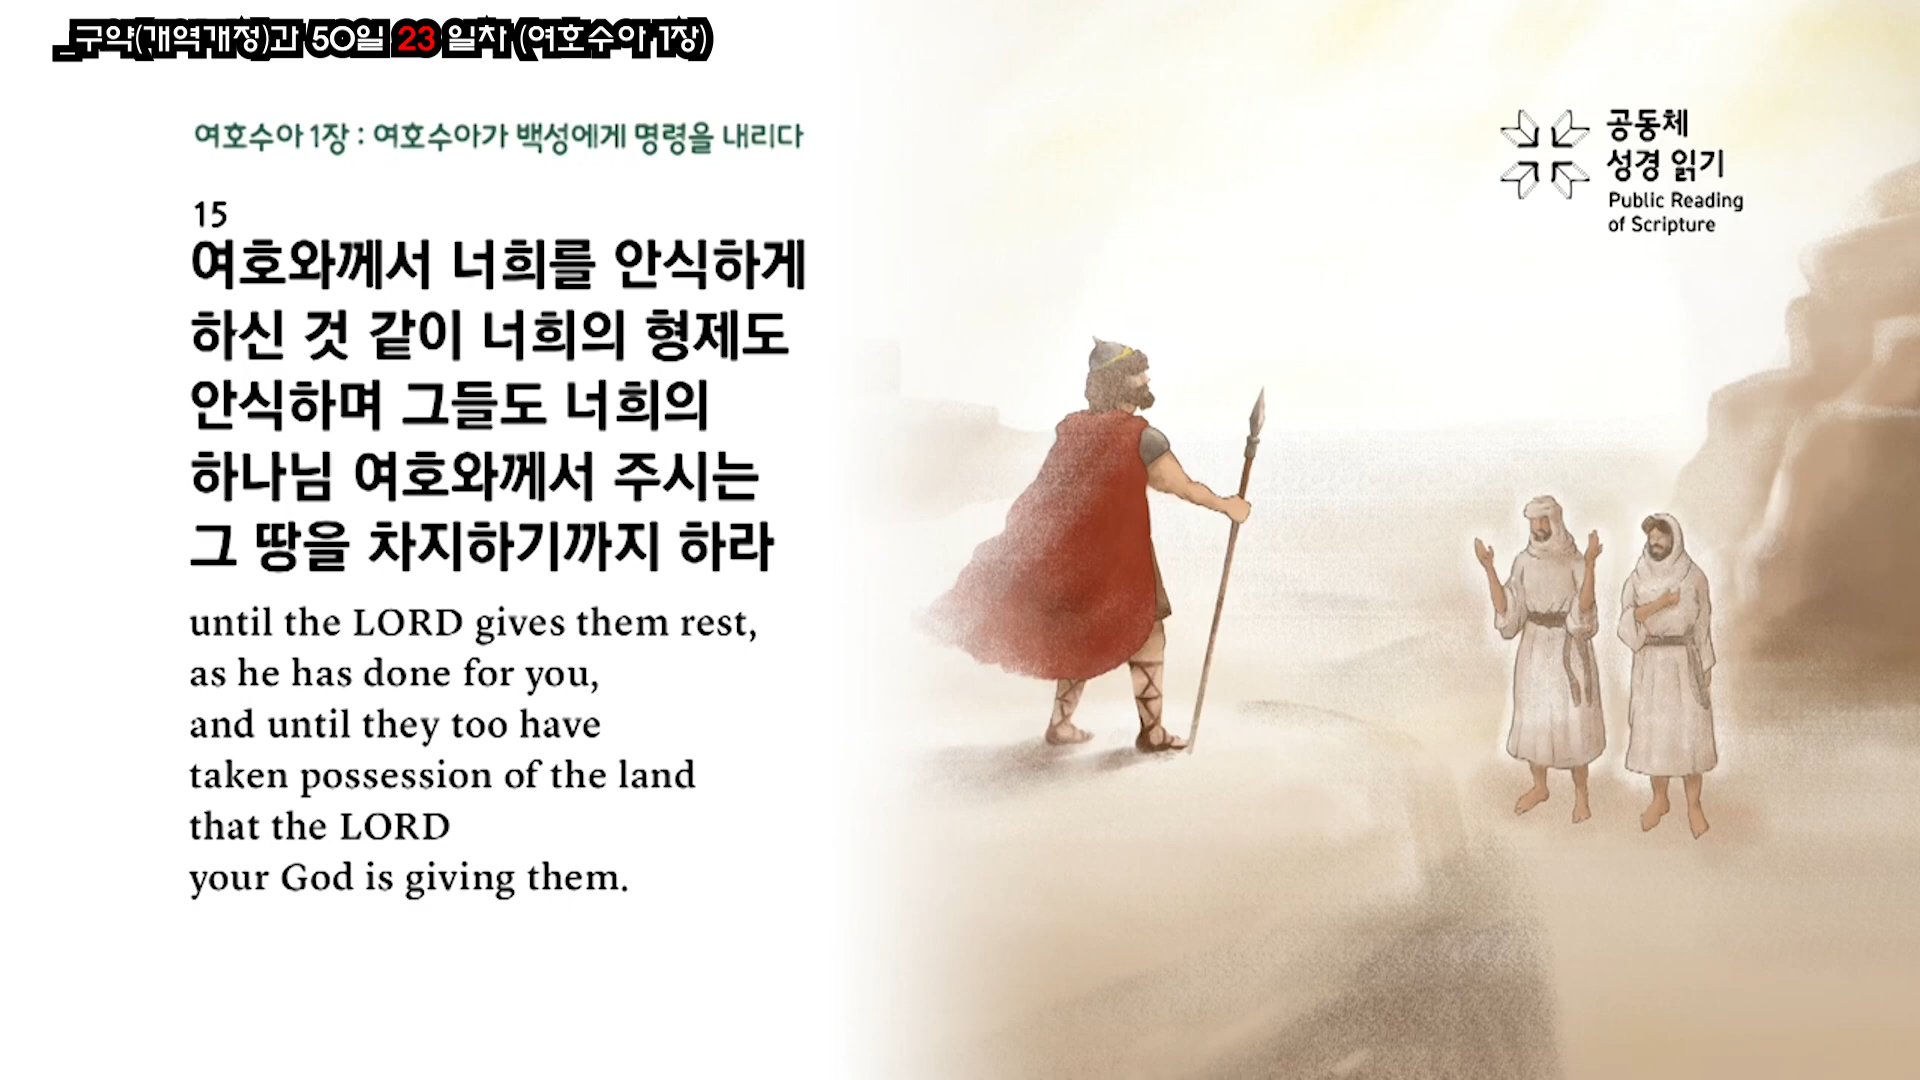 _구약(개역개정)과 50일 23 일차 (여호수아 1장)
여호수아 1장 : 여호수아가 백성에게 명령을 내리다
15
여호와께서 너희를 안식하게
하신 것 같이 너희의 형제도
안식하며 그들도 너희의
하나님 여호와께서 주시는
그 땅을 차지하기까지 하라
until the LORD gives them rest,
as he has done for you,
and until they too have
taken possession of the land
that the LORD
your God is giving them.
공동체
성경 읽기
Public Reading
of Scripture